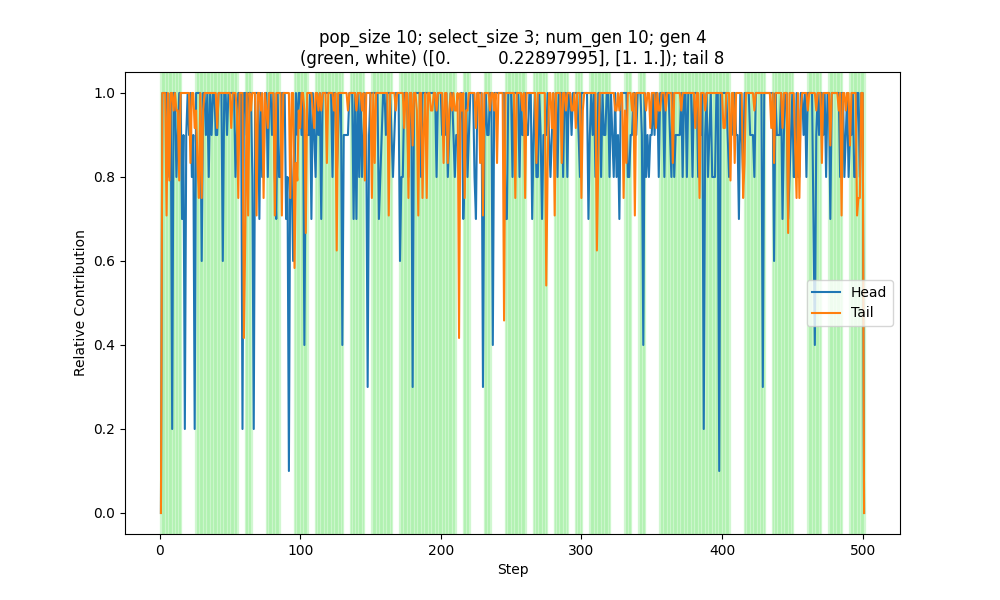 pop_size 10; select_size 3; num_gen 10; gen 4
(green, white) ([0.         0.22897995], [1. 1.]); tail 8
Relative Contribution
1.0
0.8
0.6
0.4
0.2
0.0
Head
Tail
0
100
200
300
400
500
Step